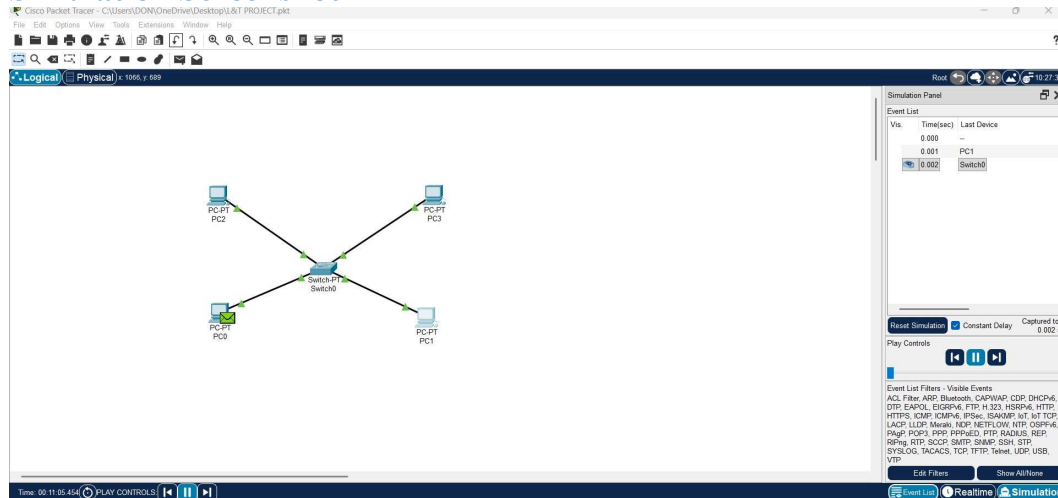 Cisco Packet Tracer - C:\Users\DON\OneDrive\Desktop\L&T PROJECT.pkt
File Edit Options View Tools Extensions Window Help
?
Logical Physical x: 1066, y: 689
Root 10:27:3
Simulation Panel
Event List
Vis. Time(sec) Last Device
0.000 --
0.001 PC1
0.002 Switch0
PC-PT
PC2
PC-PT
PC3
Switch-PT
Switch0
PC-PT
PC0
PC-PT
PC1
Reset Simulation Constant Delay Captured to
0.002
Play Controls
Event List Filters - Visible Events
ACL Filter, ARP, Bluetooth, CAPWAP, CDP, DHCPv6,
DTP, EAPOL, EIGRPv6, FTP, H.323, HSRPv6, HTTP,
HTTPS, ICMP, ICMPv6, IPSec, ISAKMP, IoT, IoT TCP,
LACP, LLDP, Meraki, NDP, NETFLOW, NTP, OSPFv6,
PAgP, POP3, PPP, PPPoED, PTP, RADIUS, REP,
RIPng, RTP, SCCP, SMTP, SNMP, SSH, STP,
SYSLOG, TACACS, TCP, TFTP, Telnet, UDP, USB,
VTP
Edit Filters Show All/None
Time: 00:11:05.454 PLAY CONTROLS:
Event List Realtime Simulatio